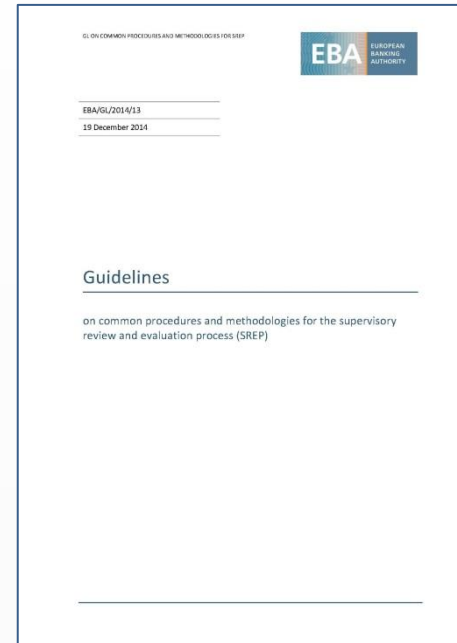 GL ON COMMON PROCEDURES AND METHODOLOGIES FOR SREP
EBA EUROPEAN
BANKING
AUTHORITY
EBA/GL/2014/13
19 December 2014
Guidelines
on common procedures and methodologies for the supervisory
review and evaluation process (SREP)